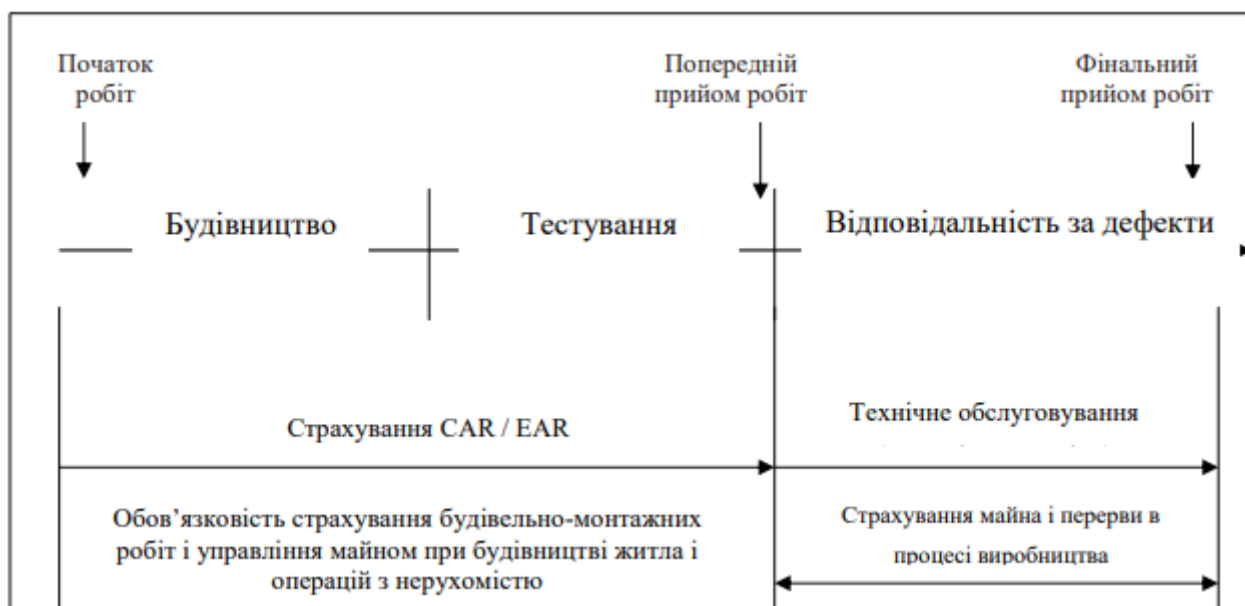 Початок
робіт
Попередній
прийом робіт
Фінальний
прийом робіт
Будівництво
Тестування
Відповідальність за дефекти
Страхування CAR / EAR
Технічне обслуговування
Обов’язковість страхування будівельно-монтажних
робіт і управління майном при будівництві житла і
операцій з нерухомістю
Страхування майна і перерви в
процесі виробництва